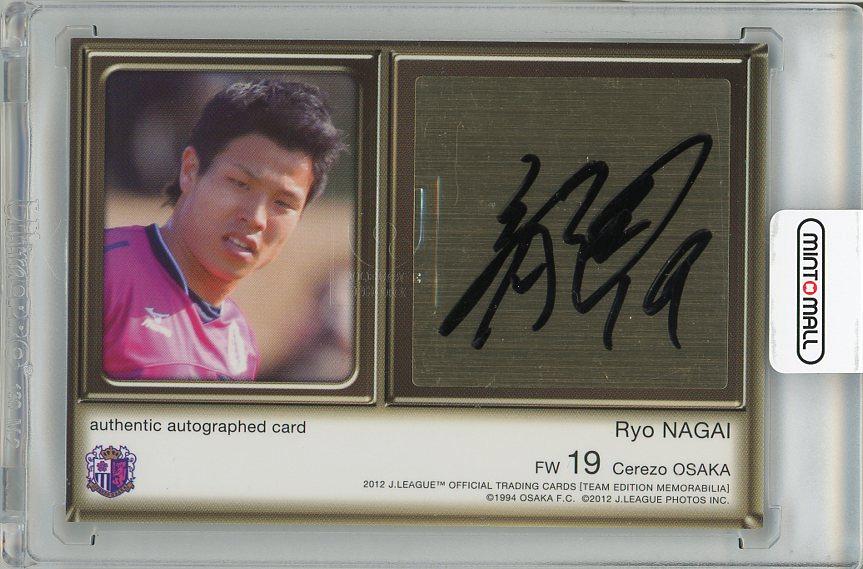 authentic autographed card
Ryo NAGAI
FW 19 Cerezo OSAKA
2012 J.LEAGUE™ OFFICIAL TRADING CARDS [TEAM EDITION MEMORABILIA]
©1994 OSAKA F.C. ©2012 J.LEAGUE PHOTOS INC.
MINTOMALL